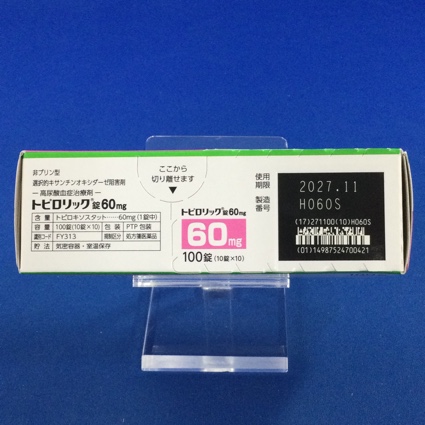 非プリン型
選択的キサンチンオキシダーゼ阻害剤
―高尿酸血症治療剤―
トピロリック錠60mg
含量 トピロキソスタット……60mg(1錠中)
容量 100錠(10錠×10) 包装 PTP包装
識別コード FY313 規制区分 処方箋医薬品
貯法 気密容器・室温保存
ここから
切り離せます
トピロリック錠60mg
60mg
100錠(10錠×10)
使用
期限
2027.11
製造
番号
H060S
(17)271100(10)H060S
(01)14987524700421